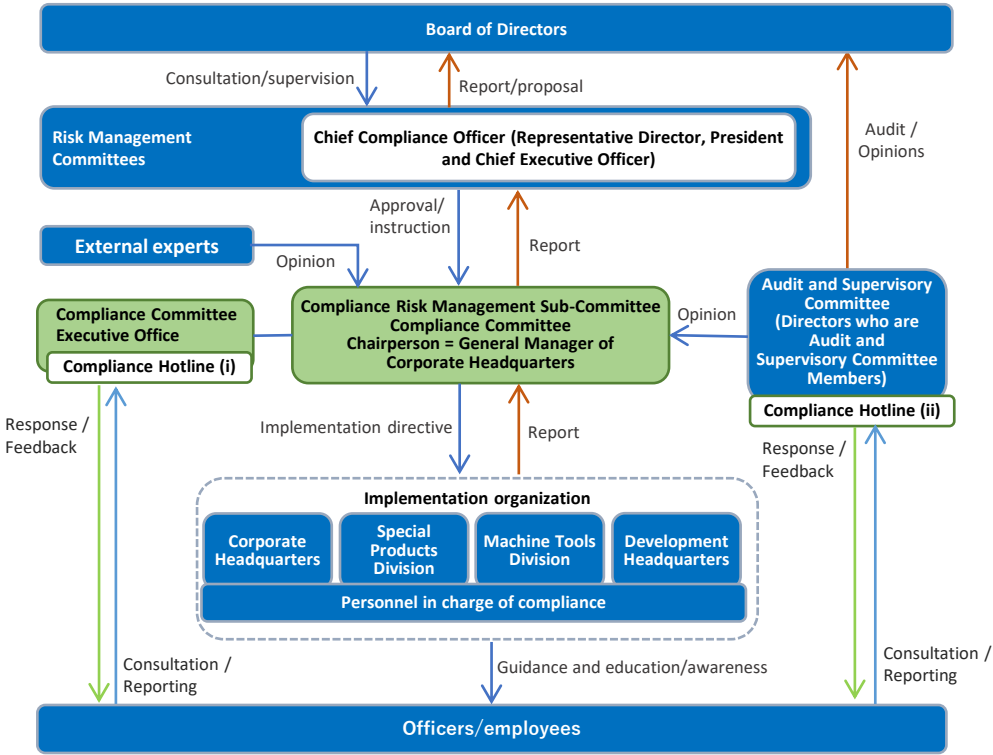 Board of Directors
Consultation/supervision
Report/proposal
Audit /
Opinions
Risk Management
Committees
Chief Compliance Officer (Representative Director, President
and Chief Executive Officer)
Approval/
instruction
Report
External experts
Opinion
Compliance Committee
Executive Office
Compliance Hotline (i)
Compliance Risk Management Sub-Committee
Compliance Committee
Chairperson = General Manager of
Corporate Headquarters
Opinion
Audit and Supervisory
Committee
(Directors who are
Audit and
Supervisory Committee
Members)
Compliance Hotline (ii)
Response /
Feedback
Implementation directive
Report
Response /
Feedback
Implementation organization
Corporate
Headquarters
Special
Products
Division
Machine Tools
Division
Development
Headquarters
Personnel in charge of compliance
Consultation /
Reporting
Guidance and education/awareness
Consultation /
Reporting
Officers/employees